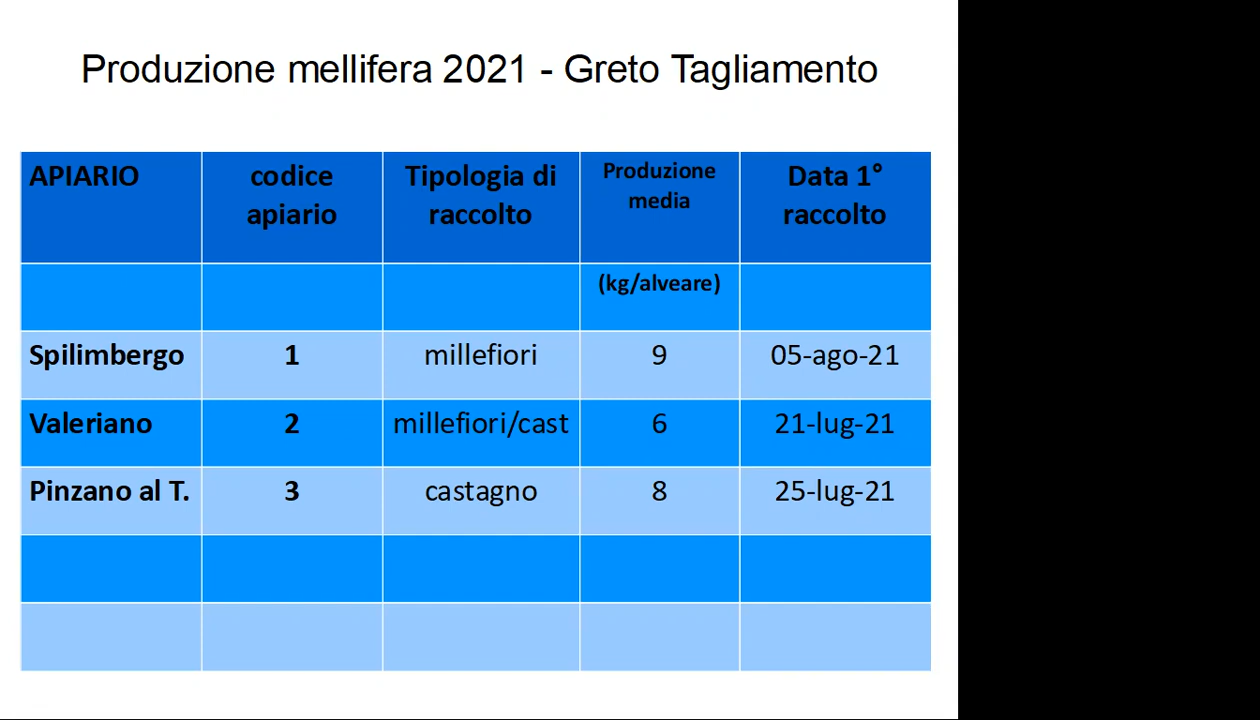 Produzione mellifera 2021 - Greto Tagliamento
APIARIO codice apiario Tipologia di raccolto Produzione media Data 1° raccolto
(kg/alveare)
Spilimbergo 1 millefiori 9 05-ago-21
Valeriano 2 millefiori/cast 6 21-lug-21
Pinzano al T. 3 castagno 8 25-lug-21